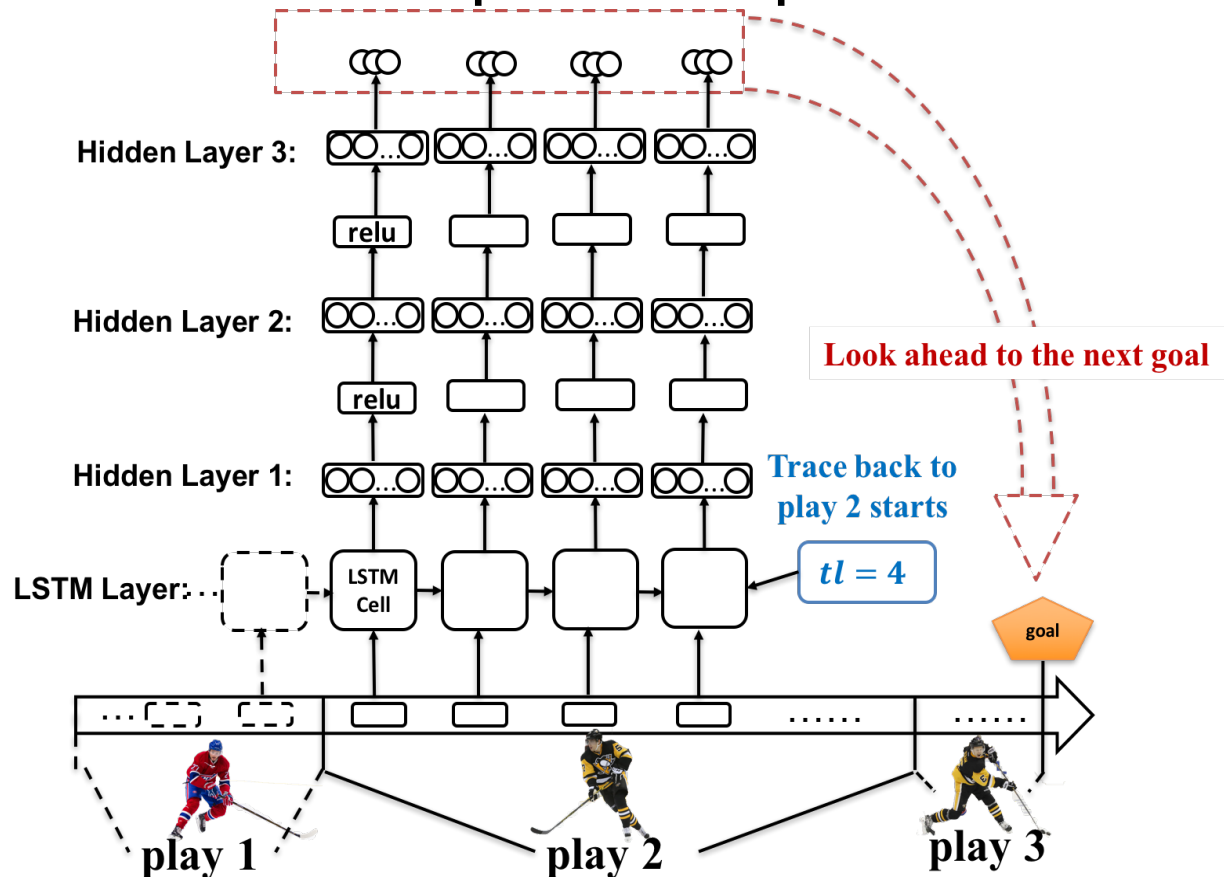 Hidden Layer 3:
relu
Hidden Layer 2:
relu
Hidden Layer 1:
LSTM Layer:...
LSTM
Cell
Look ahead to the next goal
Trace back to
play 2 starts
tl = 4
goal
play 1
play 2
play 3